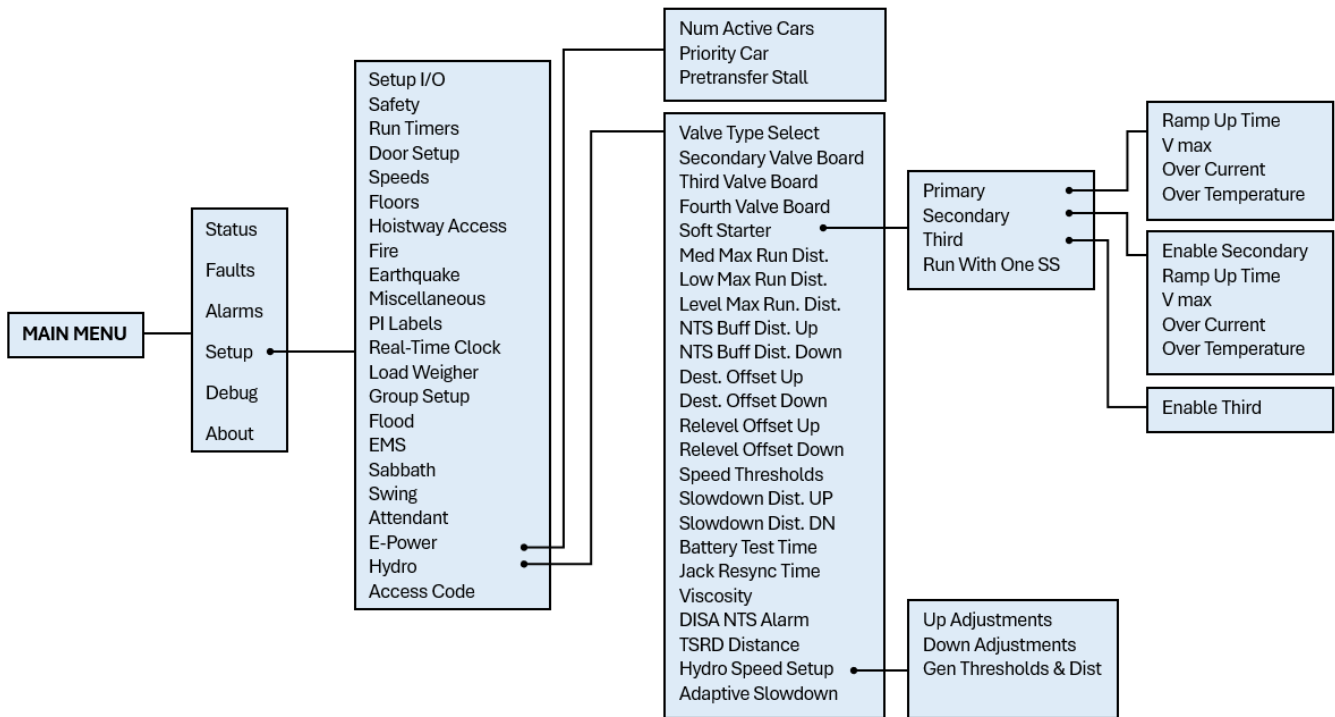 MAIN MENU
Status
Faults
Alarms
Setup
Debug
About
Setup I/O
Safety
Run Timers
Door Setup
Speeds
Floors
Hoistway Access
Fire
Earthquake
Miscellaneous
PI Labels
Real-Time Clock
Load Weigher
Group Setup
Flood
EMS
Sabbath
Swing
Attendant
E-Power
Hydro
Access Code
Num Active Cars
Priority Car
Pretransfer Stall
Valve Type Select
Secondary Valve Board
Third Valve Board
Fourth Valve Board
Soft Starter
Med Max Run Dist.
Low Max Run Dist.
Level Max Run. Dist.
NTS Buff Dist. Up
NTS Buff Dist. Down
Dest. Offset Up
Dest. Offset Down
Relevel Offset Up
Relevel Offset Down
Speed Thresholds
Slowdown Dist. UP
Slowdown Dist. DN
Battery Test Time
Jack Resync Time
Viscosity
DISA NTS Alarm
TSRD Distance
Hydro Speed Setup
Adaptive Slowdown
Primary
Secondary
Third
Run With One SS
Ramp Up Time
V max
Over Current
Over Temperature
Enable Secondary
Ramp Up Time
V max
Over Current
Over Temperature
Enable Third
Up Adjustments
Down Adjustments
Gen Thresholds & Dist